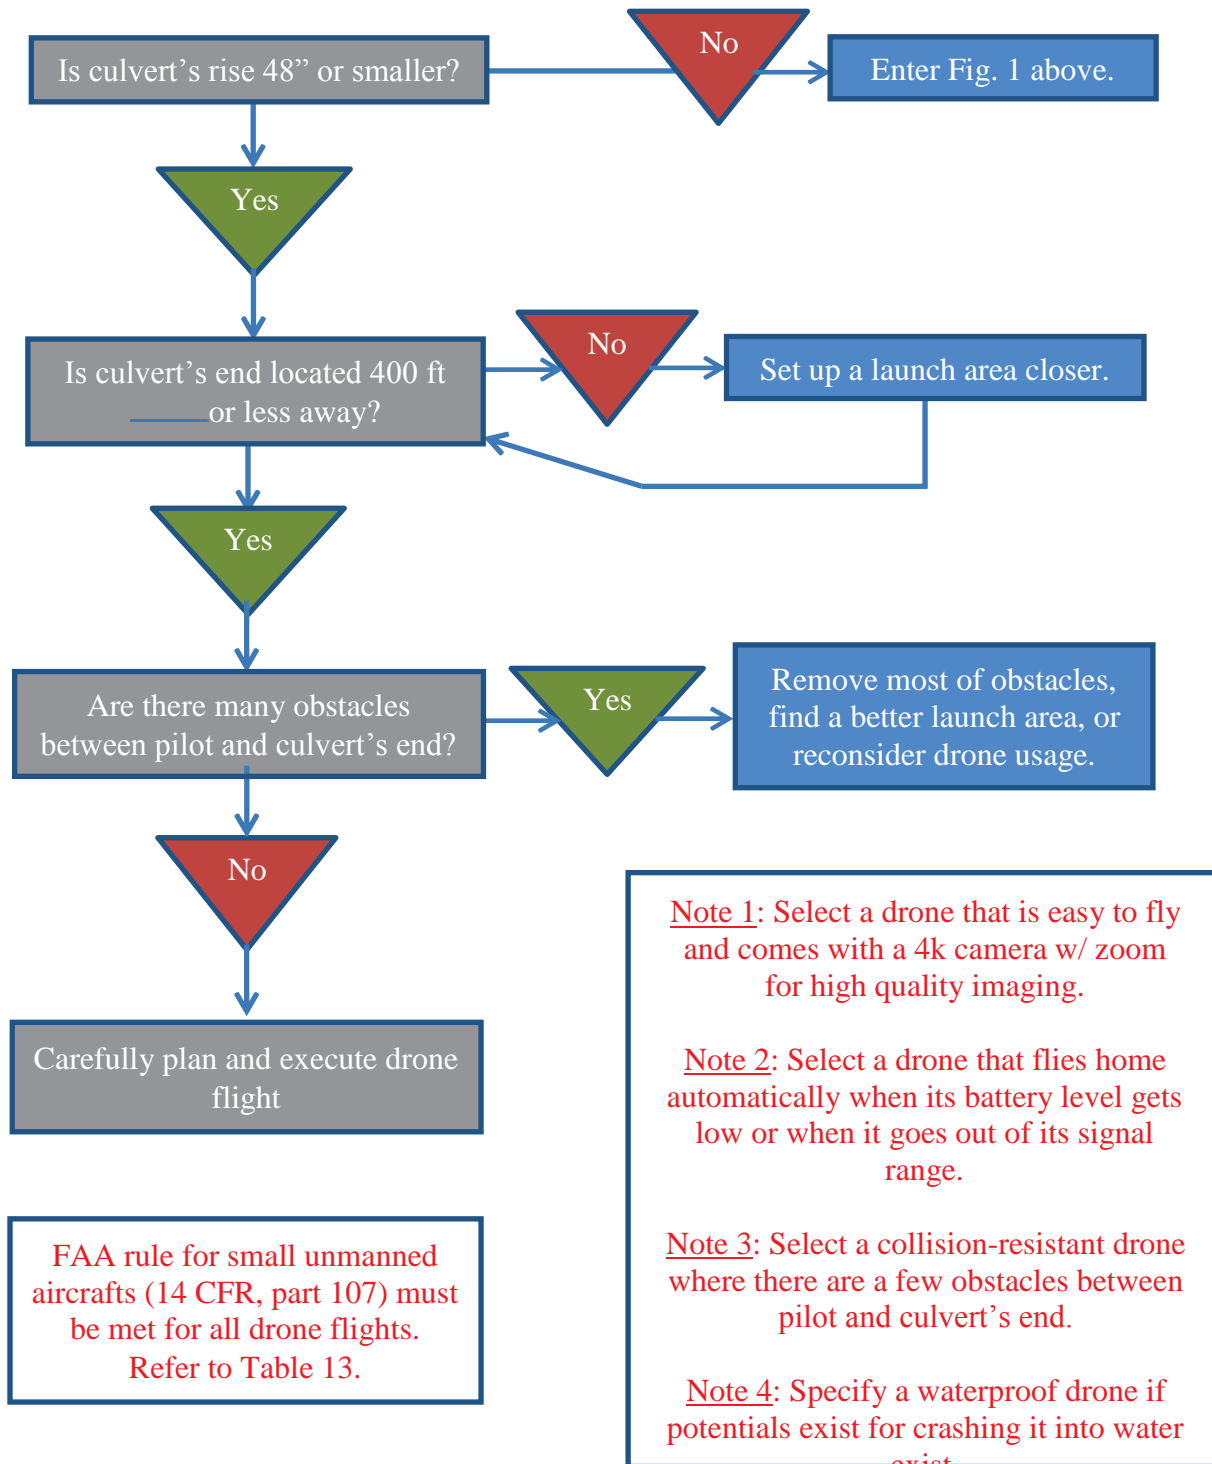 Is culvert’s rise 48” or smaller?
No
Enter Fig. 1 above.
Yes
Is culvert’s end located 400 ft
or less away?
No
Set up a launch area closer.
Yes
Are there many obstacles
between pilot and culvert’s end?
Yes
Remove most of obstacles,
find a better launch area, or
reconsider drone usage.
No
Carefully plan and execute drone
flight
Note 1: Select a drone that is easy to fly
and comes with a 4k camera w/ zoom
for high quality imaging.
Note 2: Select a drone that flies home
automatically when its battery level gets
low or when it goes out of its signal
range.
Note 3: Select a collision-resistant drone
where there are a few obstacles between
pilot and culvert’s end.
Note 4: Specify a waterproof drone if
potentials exist for crashing it into water
exist
FAA rule for small unmanned
aircrafts (14 CFR, part 107) must
be met for all drone flights.
Refer to Table 13.